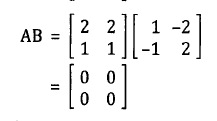 AB = [ 2 2 ] [ 1 -2 ]
[ 1 1 ] [ -1 2 ]
= [ 0 0 ]
[ 0 0 ]